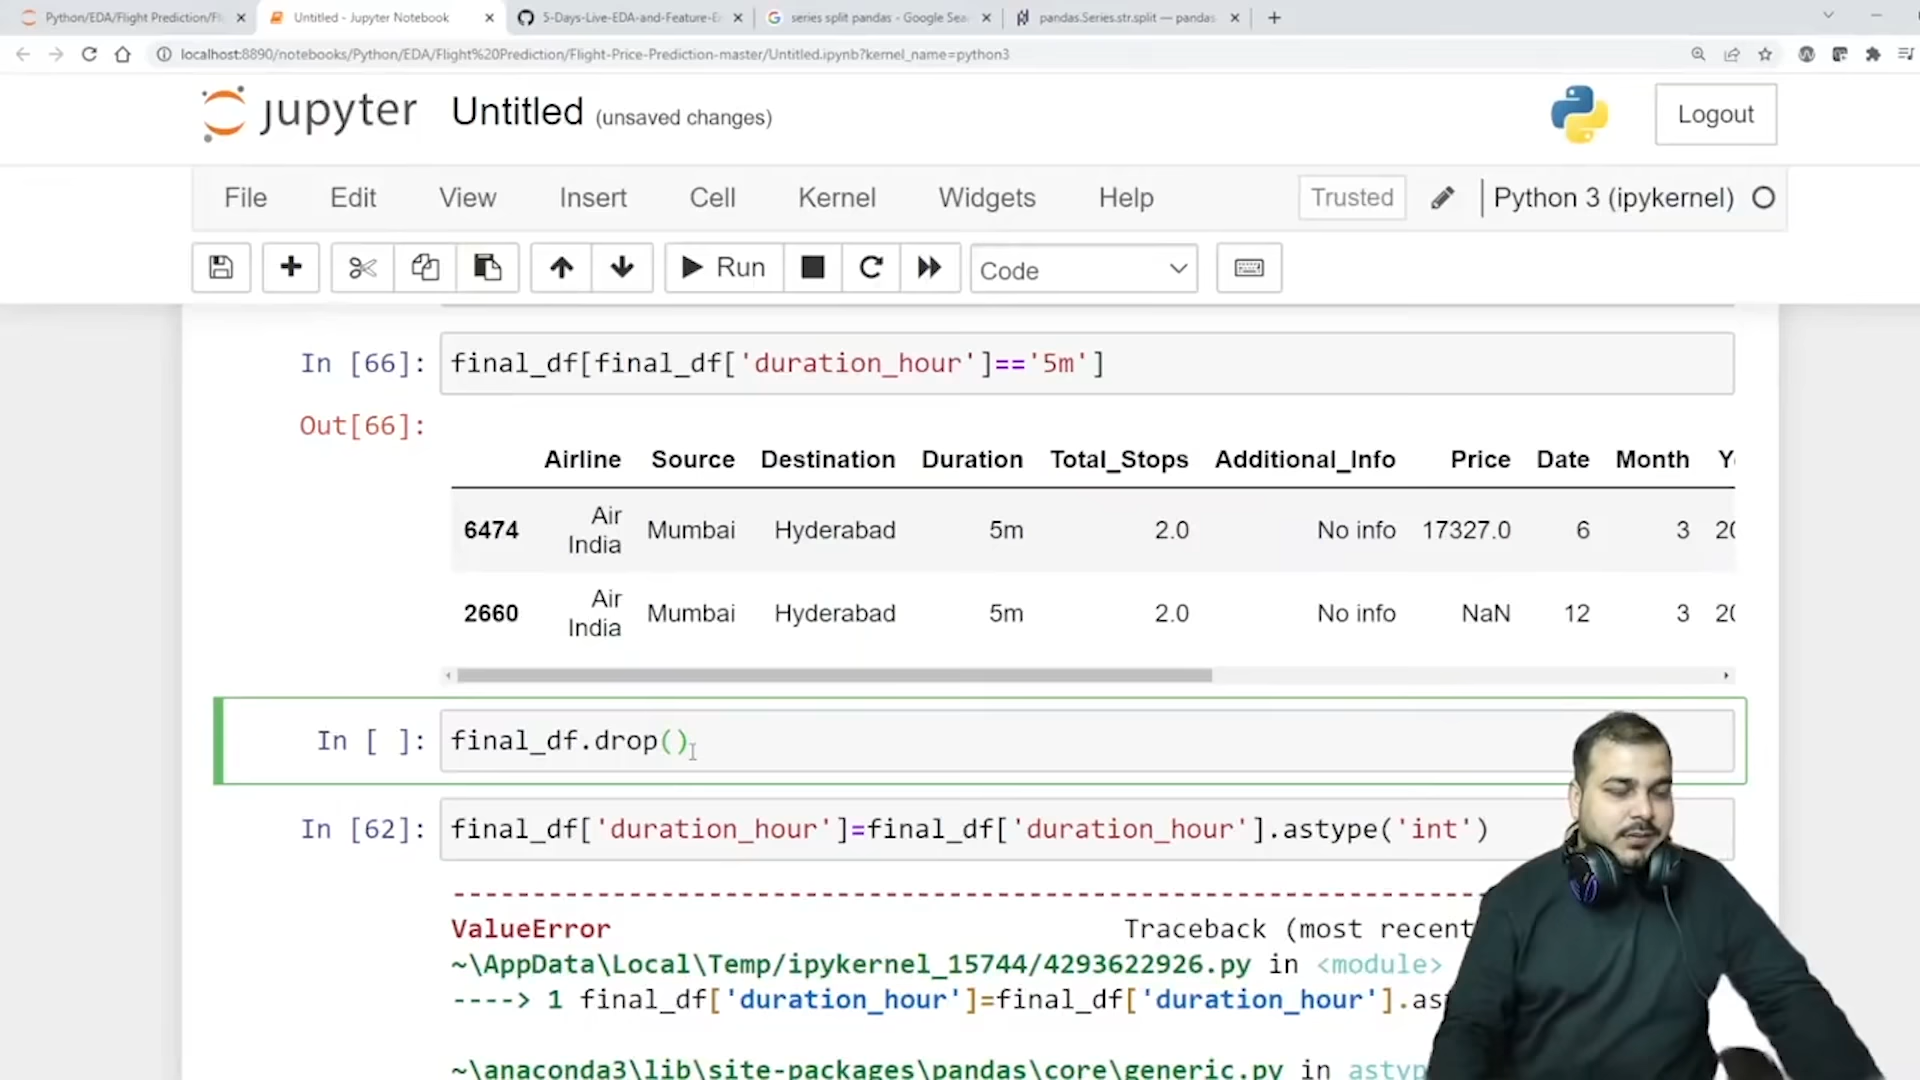 Python/EDA/Flight Prediction/Fl
Untitled - Jupyter Notebook
5-Days-Live-EDA-and-Feature-E
series split pandas - Google Sea
pandas.Series.str.split — pandas
localhost:8890/notebooks/Python/EDA/Flight%20Prediction/Flight-Price-Prediction-master/Untitled.ipynb?kernel_name=python3
jupyter Untitled (unsaved changes)
Logout
File Edit View Insert Cell Kernel Widgets Help Trusted Python 3 (ipykernel)
Run Code
In [66]: final_df[final_df['duration_hour']=='5m']
Out[66]:
Airline Source Destination Duration Total_Stops Additional_Info Price Date Month Y
6474 Air India Mumbai Hyderabad 5m 2.0 No info 17327.0 6 3 20
2660 Air India Mumbai Hyderabad 5m 2.0 No info NaN 12 3 20
In [ ]: final_df.drop()
In [62]: final_df['duration_hour']=final_df['duration_hour'].astype('int')
ValueError Traceback (most recent
~\AppData\Local\Temp/ipykernel_15744/4293622926.py in <module>
----> 1 final_df['duration_hour']=final_df['duration_hour'].as
~\anaconda3\lib\site-packages\pandas\core\generic.py in astyp